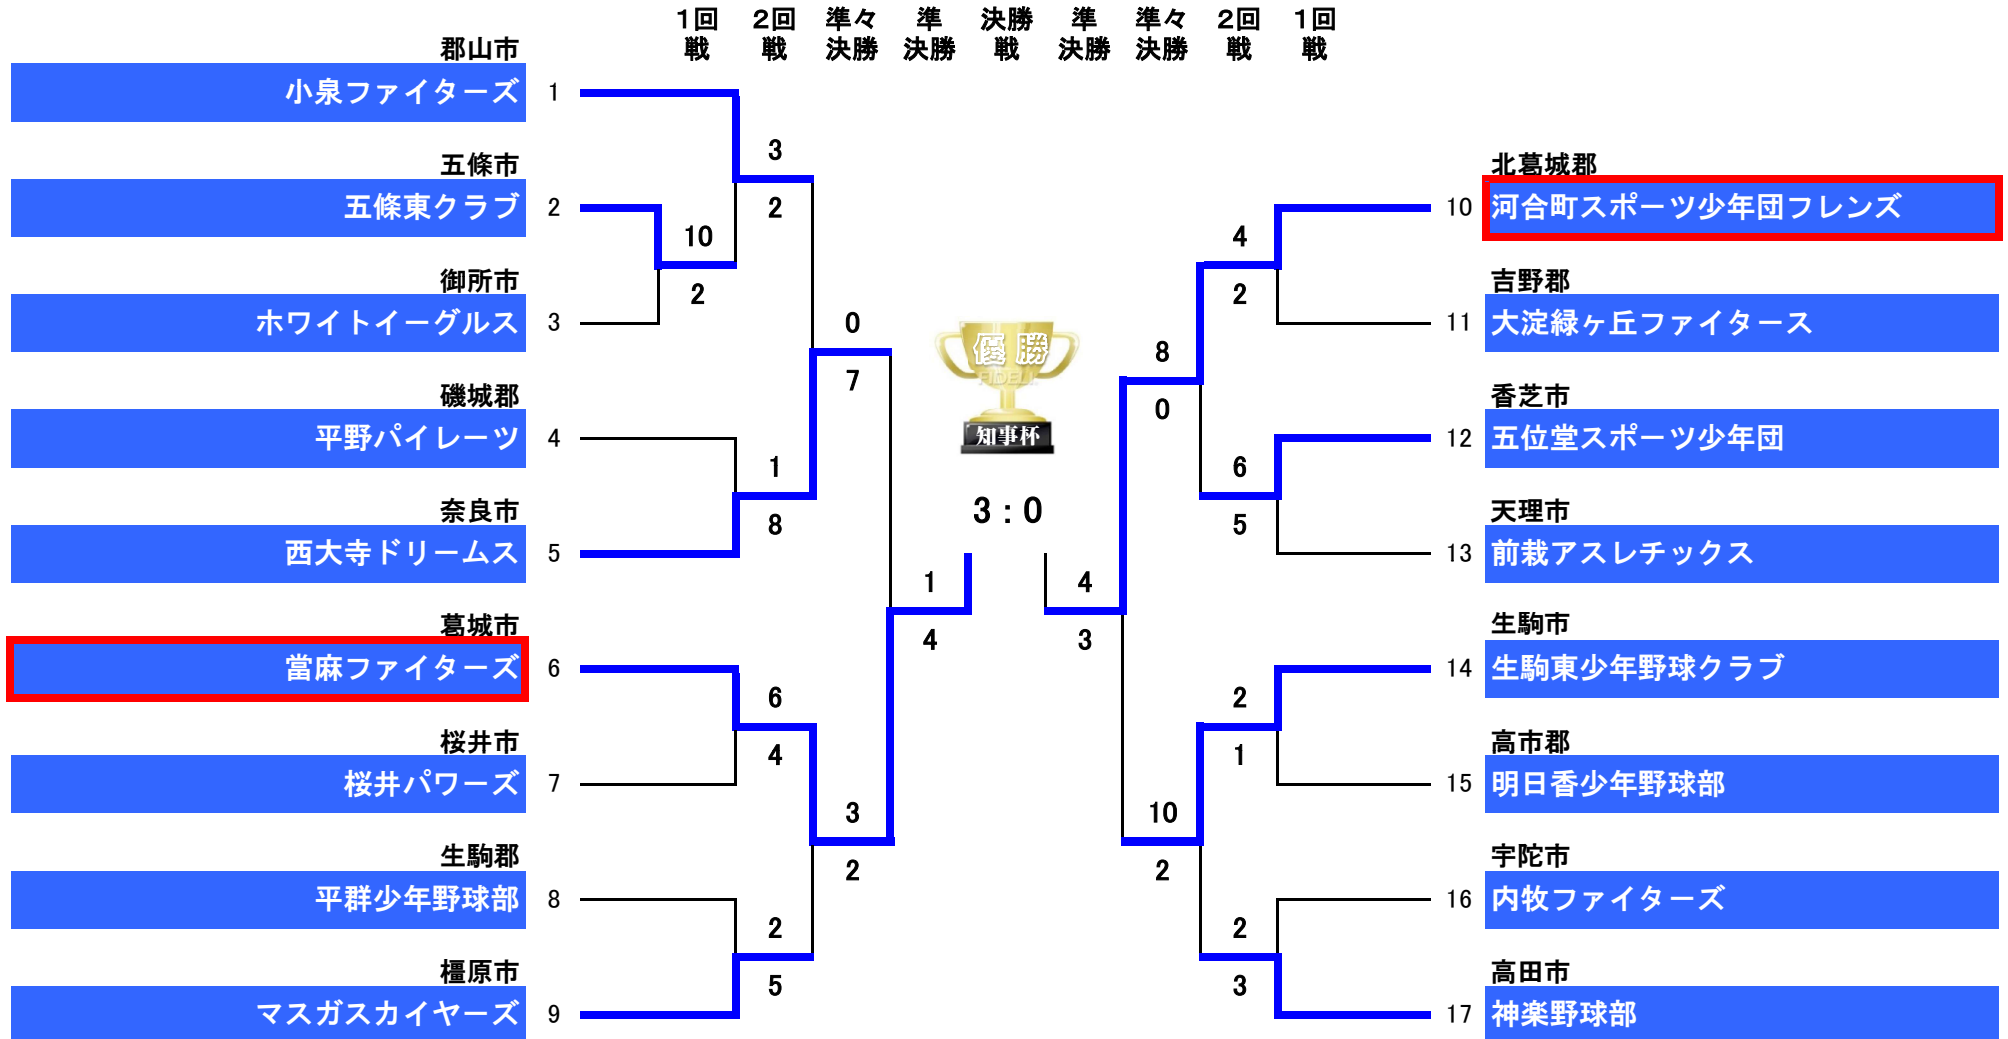 1回戦
2回戦
準々決勝
準決勝
決勝戦
準決勝
準々決勝
2回戦
1回戦
郡山市
小泉ファイターズ 1
五條市
五條東クラブ 2
御所市
ホワイトイーグルス 3
磯城郡
平野パイレーツ 4
奈良市
西大寺ドリームス 5
葛城市
當麻ファイターズ 6
桜井市
桜井パワーズ 7
生駒郡
平群少年野球部 8
橿原市
マスガスカイヤーズ 9
10
2
3
2
1
8
6
4
2
5
0
7
3
2
1
4
優勝
FIDELI
知事杯
3:0
4
3
8
0
10
2
4
2
6
5
2
1
2
3
北葛城郡
10 河合町スポーツ少年団フレンズ
吉野郡
11 大淀緑ヶ丘ファイタース
香芝市
12 五位堂スポーツ少年団
天理市
13 前栽アスレチックス
生駒市
14 生駒東少年野球クラブ
高市郡
15 明日香少年野球部
宇陀市
16 内牧ファイターズ
高田市
17 神楽野球部